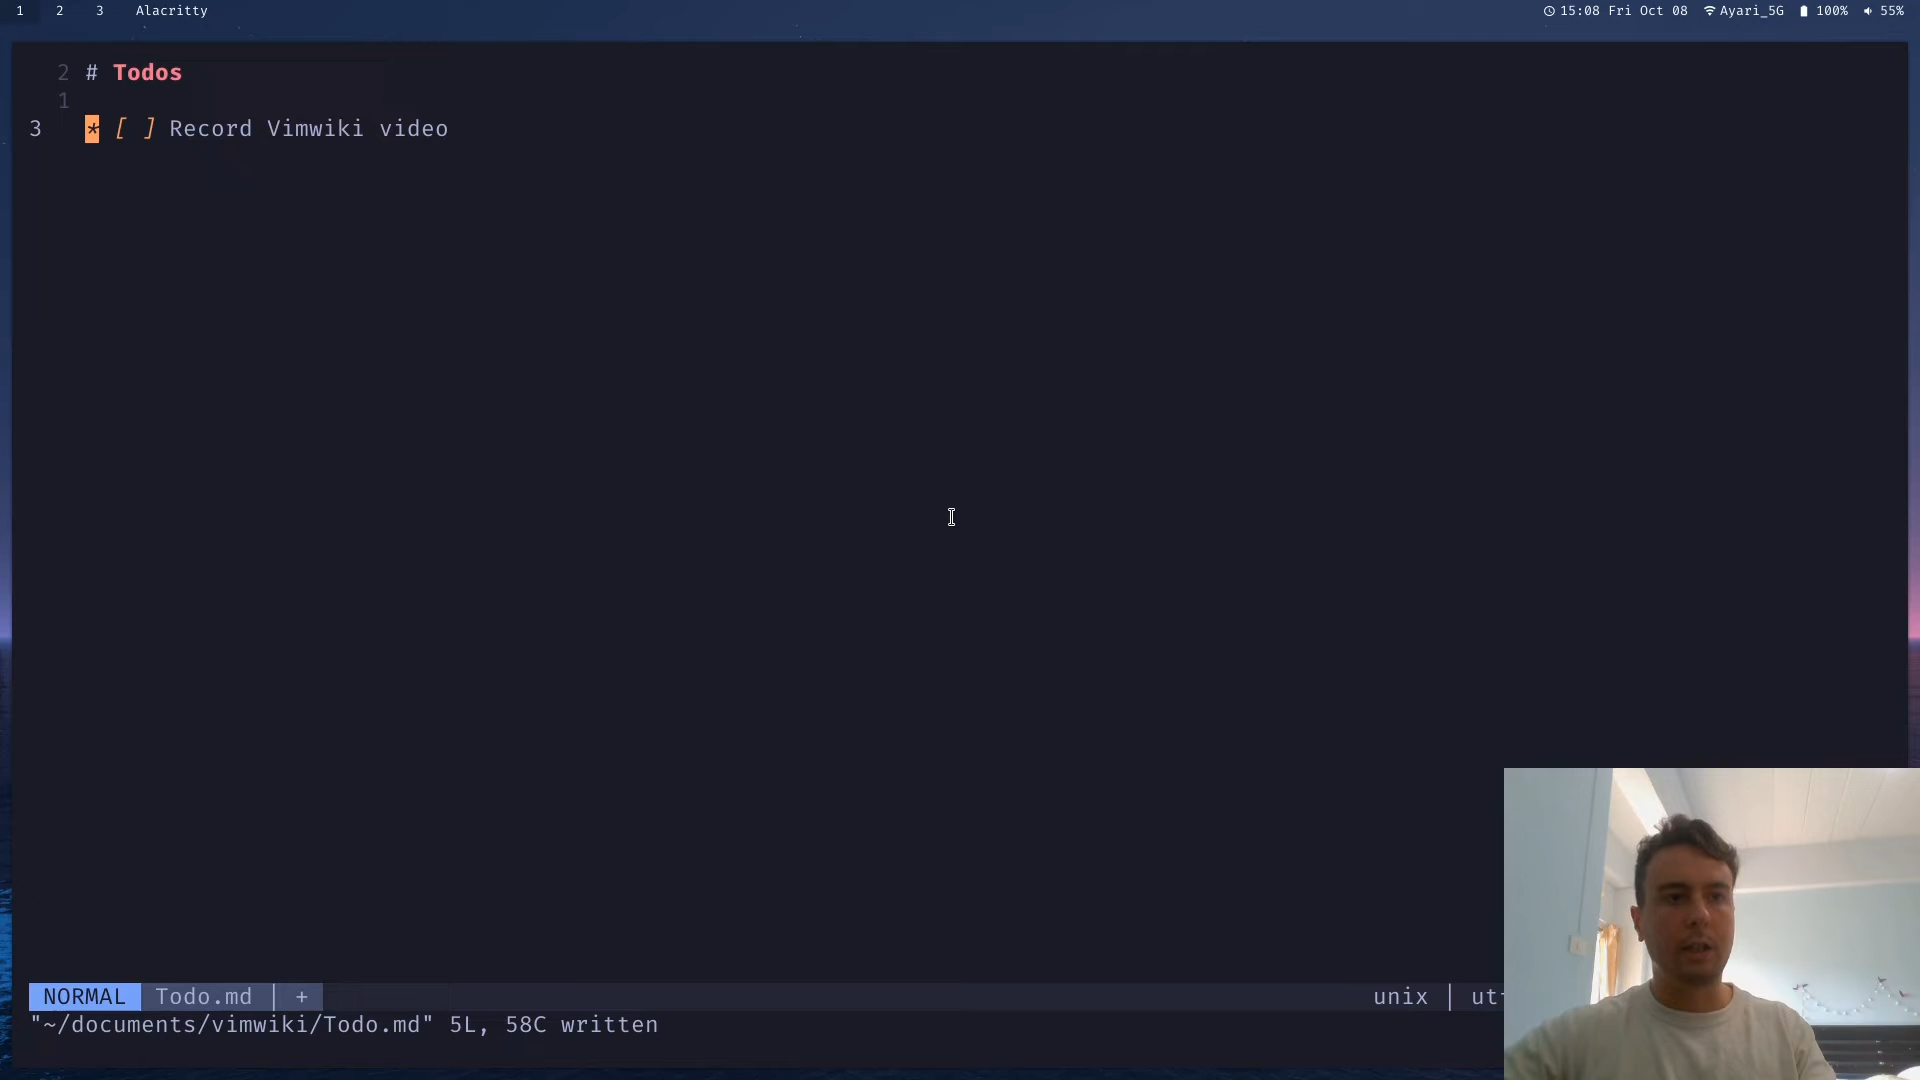 1 2 3 Alacritty 15:08 Fri Oct 08 Ayari_5G 100% 55%
2 # Todos
1
3 * [ ] Record Vimwiki video
NORMAL Todo.md | + unix | ut
"~/documents/vimwiki/Todo.md" 5L, 58C written